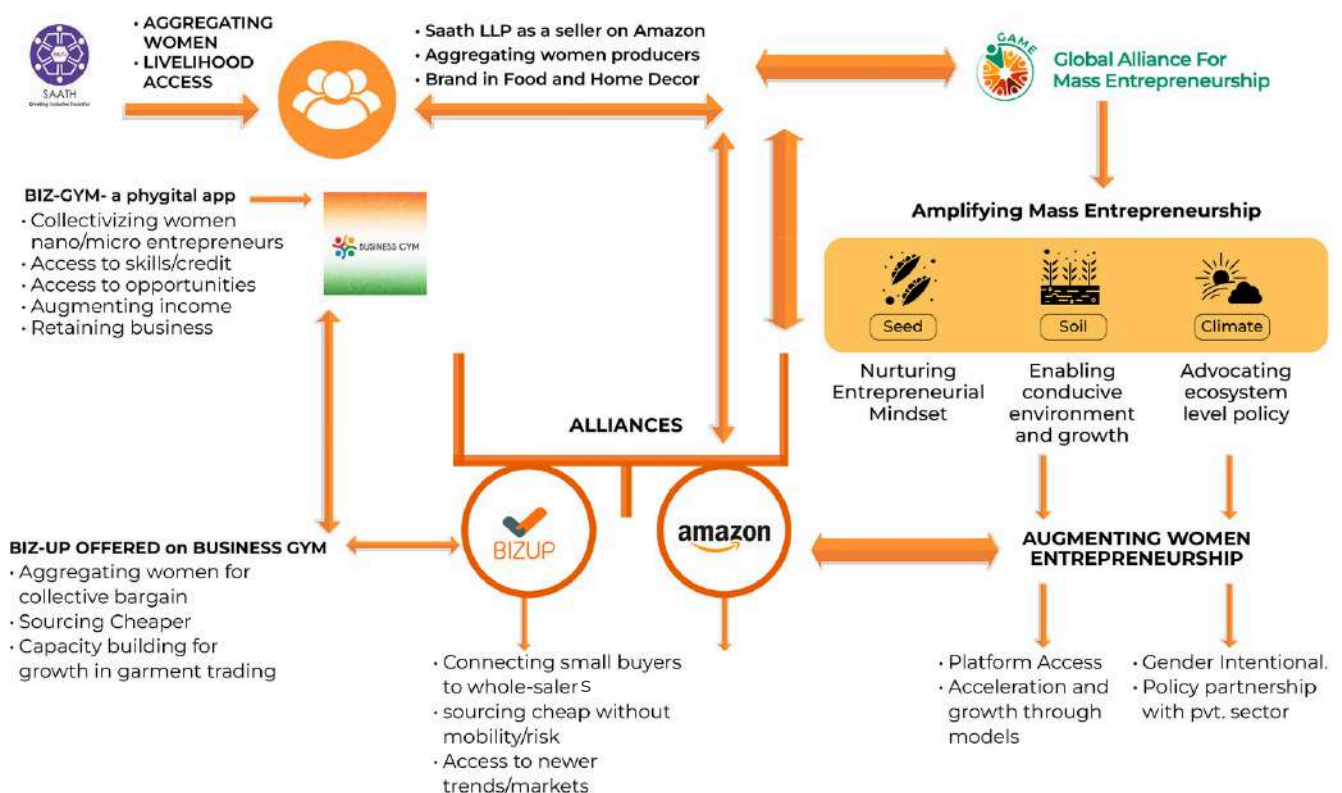 • AGGREGATING
WOMEN
• LIVELIHOOD
ACCESS
SAATH
• Saath LLP as a seller on Amazon
• Aggregating women producers
• Brand in Food and Home Decor
GAME
Global Alliance For
Mass Entrepreneurship
BIZ-GYM- a phygital app
• Collectivizing women
nano/micro entrepreneurs
• Access to skills/credit
• Access to opportunities
• Augmenting income
• Retaining business
BUSINESS GYM
Amplifying Mass Entrepreneurship
Seed
Soil
Climate
Nurturing
Entrepreneurial
Mindset
Enabling
conducive
environment
and growth
Advocating
ecosystem
level policy
ALLIANCES
BIZUP
amazon
BIZ-UP OFFERED on BUSINESS GYM
• Aggregating women for
collective bargain
• Sourcing Cheaper
• Capacity building for
growth in garment trading
AUGMENTING WOMEN
ENTREPRENEURSHIP
• Connecting small buyers
to whole-salers
• sourcing cheap without
mobility/risk
• Access to newer
trends/markets
• Platform Access
• Acceleration and
growth through
models
• Gender Intentional.
• Policy partnership
with pvt. sector